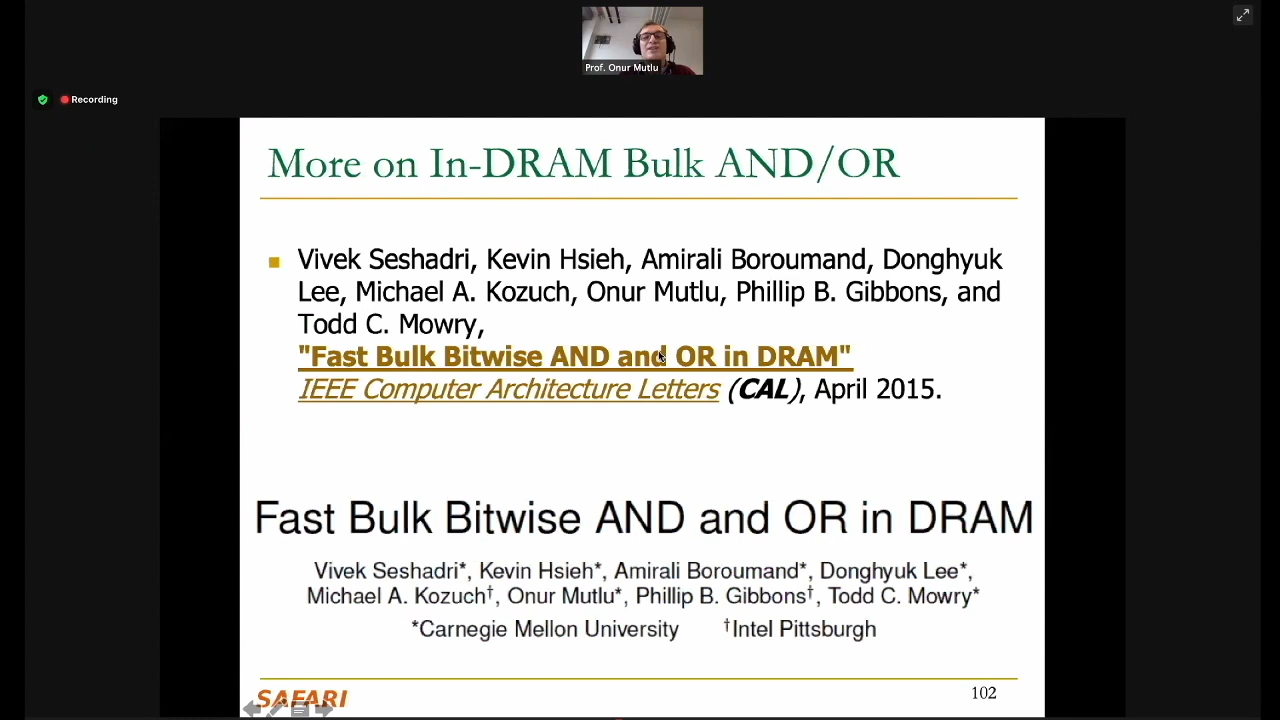 Prof. Onur Mutlu
Recording
More on In-DRAM Bulk AND/OR
Vivek Seshadri, Kevin Hsieh, Amirali Boroumand, Donghyuk
Lee, Michael A. Kozuch, Onur Mutlu, Phillip B. Gibbons, and
Todd C. Mowry,
"Fast Bulk Bitwise AND and OR in DRAM"
IEEE Computer Architecture Letters (CAL), April 2015.
Fast Bulk Bitwise AND and OR in DRAM
Vivek Seshadri*, Kevin Hsieh*, Amirali Boroumand*, Donghyuk Lee*,
Michael A. Kozuch†, Onur Mutlu*, Phillip B. Gibbons†, Todd C. Mowry*
*Carnegie Mellon University †Intel Pittsburgh
SAFARI
102